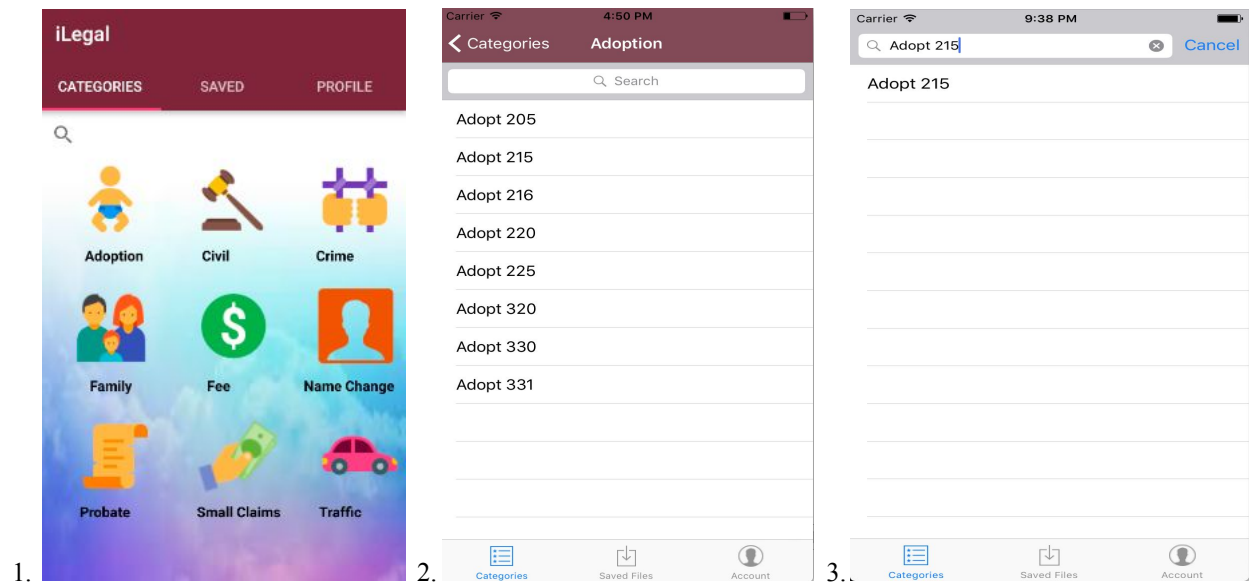 iLegal
CATEGORIES SAVED PROFILE
Adoption Civil Crime
Family Fee Name Change
Probate Small Claims Traffic
1.
Carrier 4:50 PM
Categories Adoption
Search
Adopt 205
Adopt 215
Adopt 216
Adopt 220
Adopt 225
Adopt 320
Adopt 330
Adopt 331
Categories Saved Files Account
2.
Carrier 9:38 PM
Adopt 215 Cancel
Adopt 215
Categories Saved Files Account
3.